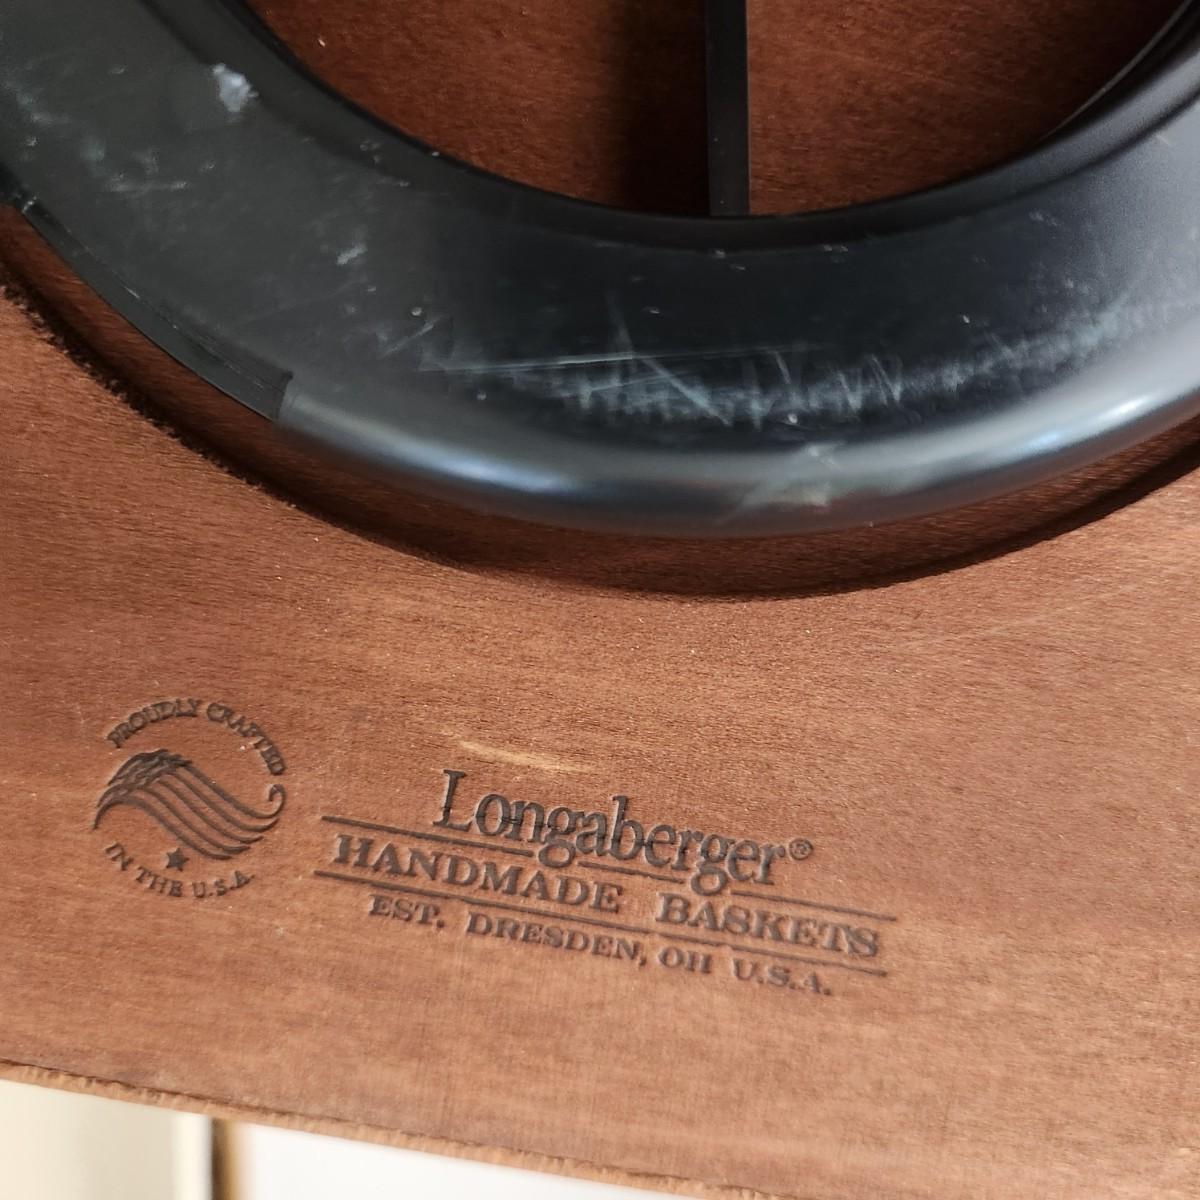 PROUDLY CRAFTED
IN THE U.S.A.
Longaberger®
HANDMADE BASKETS
EST. DRESDEN, OH U.S.A.